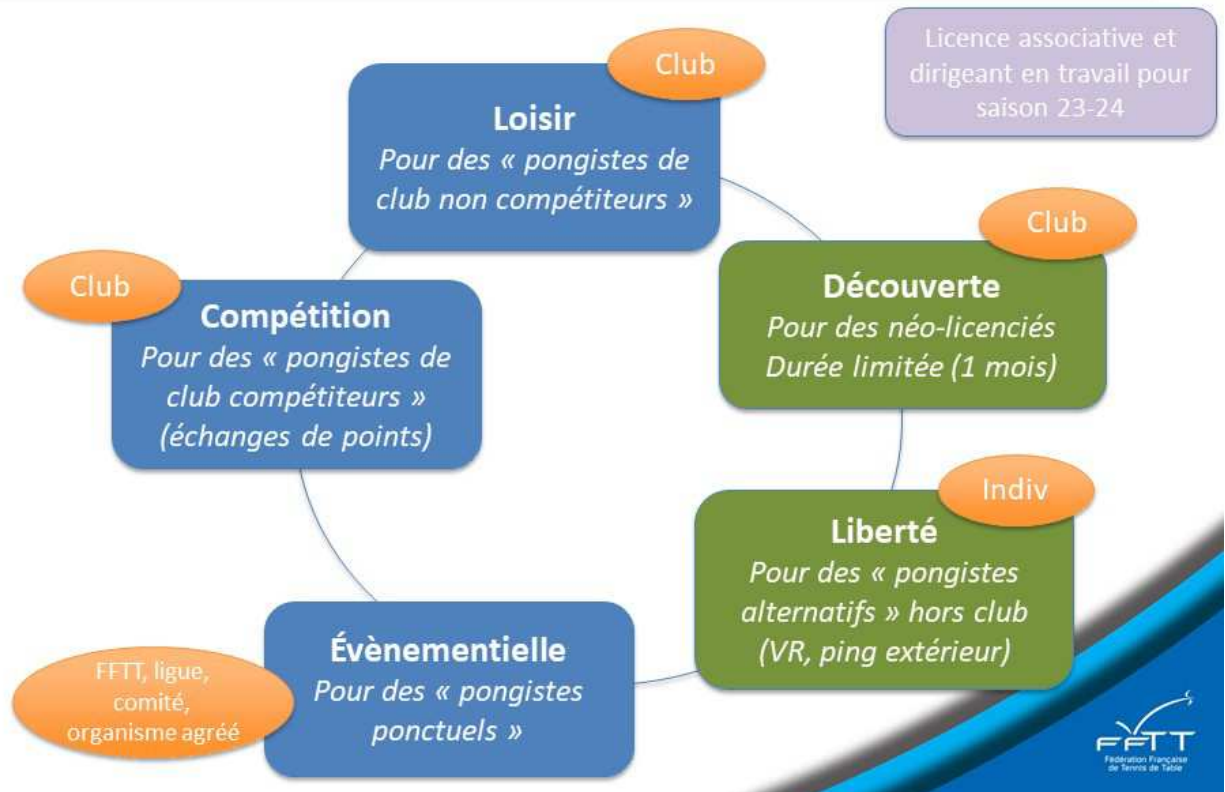 Club
Loisir
Pour des « pongistes de
club non compétiteurs »
Licence associative et
dirigeant en travail pour
saison 23-24
Club
Découverte
Pour des néo-licenciés
Durée limitée (1 mois)
Club
Compétition
Pour des « pongistes de
club compétiteurs »
(échanges de points)
Indiv
Liberté
Pour des « pongistes
alternatifs » hors club
(VR, ping extérieur)
FFTT, ligue,
comité,
organisme agréé
Évènementielle
Pour des « pongistes
ponctuels »
FFTT
Fédération Française
de Tennis de Table